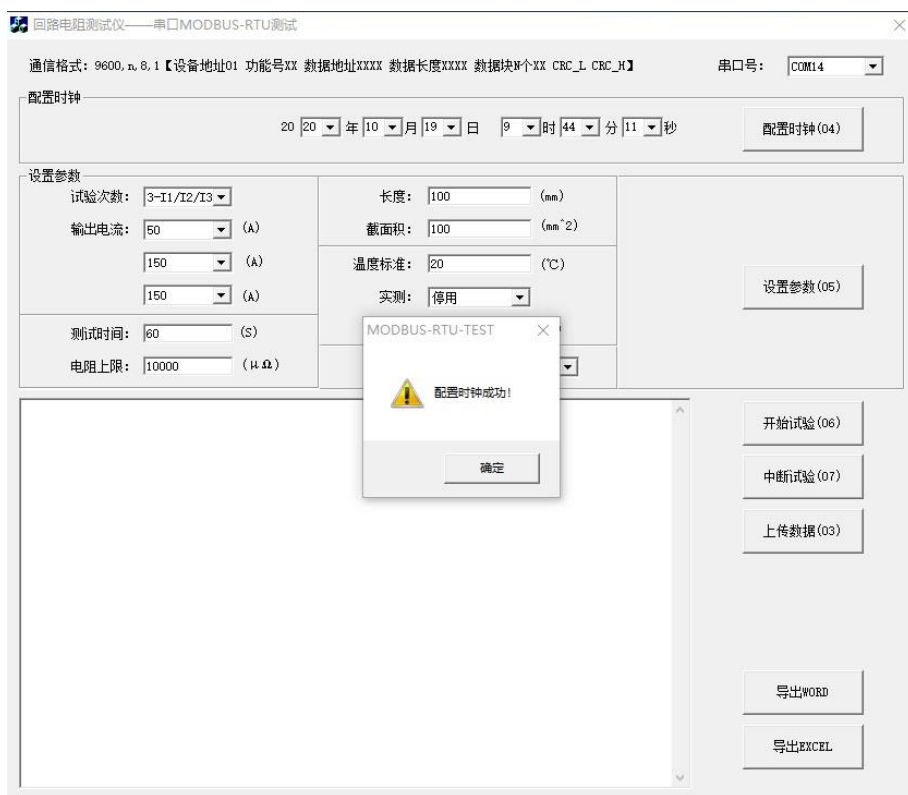 回路电阻测试仪——串口MODBUS-RTU测试
通信格式：9600,n,8,1【设备地址01 功能号XX 数据地址XXXX 数据长度XXXX 数据块N个XX CRC_L CRC_H】 串口号： COM14
配置时钟
20 20 年 10 月 19 日 9 时 44 分 11 秒 配置时钟(04)
设置参数
试验次数： 3-I1/I2/I3 长度： 100 (mm)
输出电流： 50 (A) 截面积： 100 (mm^2)
150 (A) 温度标准： 20 (℃)
150 (A) 实测： 停用 设置参数(05)
测试时间： 60 (S)
电阻上限： 10000 (μΩ)
MODBUS-RTU-TEST
配置时钟成功!
确定
开始试验(06)
中断试验(07)
上传数据(03)
导出WORD
导出EXCEL